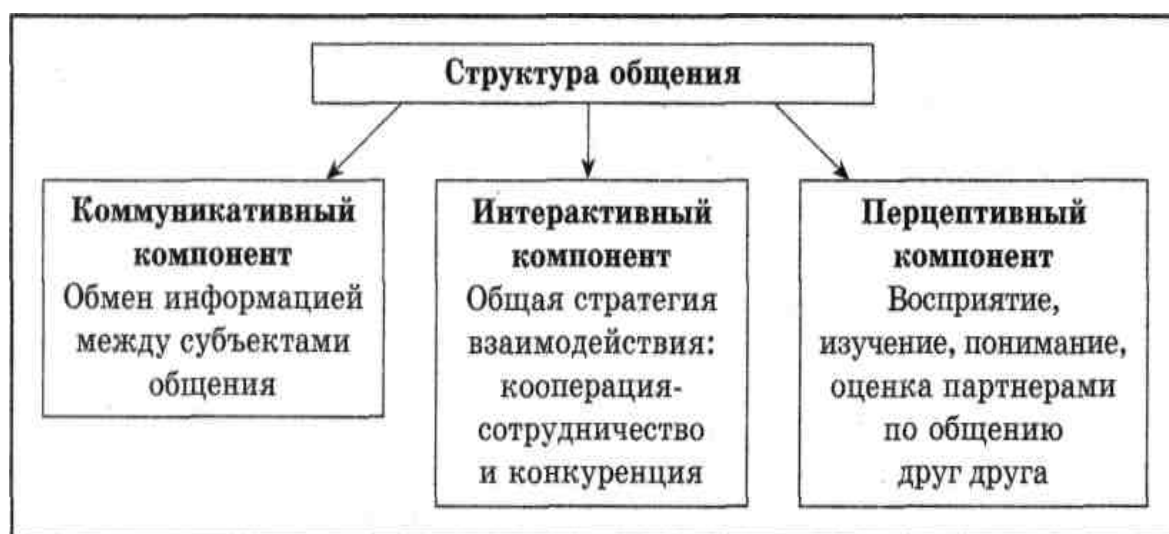 Структура общения
Коммуникативный
компонент
Обмен информацией
между субъектами
общения
Интерактивный
компонент
Общая стратегия
взаимодействия:
кооперация-
сотрудничество
и конкуренция
Перцептивный
компонент
Восприятие,
изучение, понимание,
оценка партнерами
по общению
друг друга